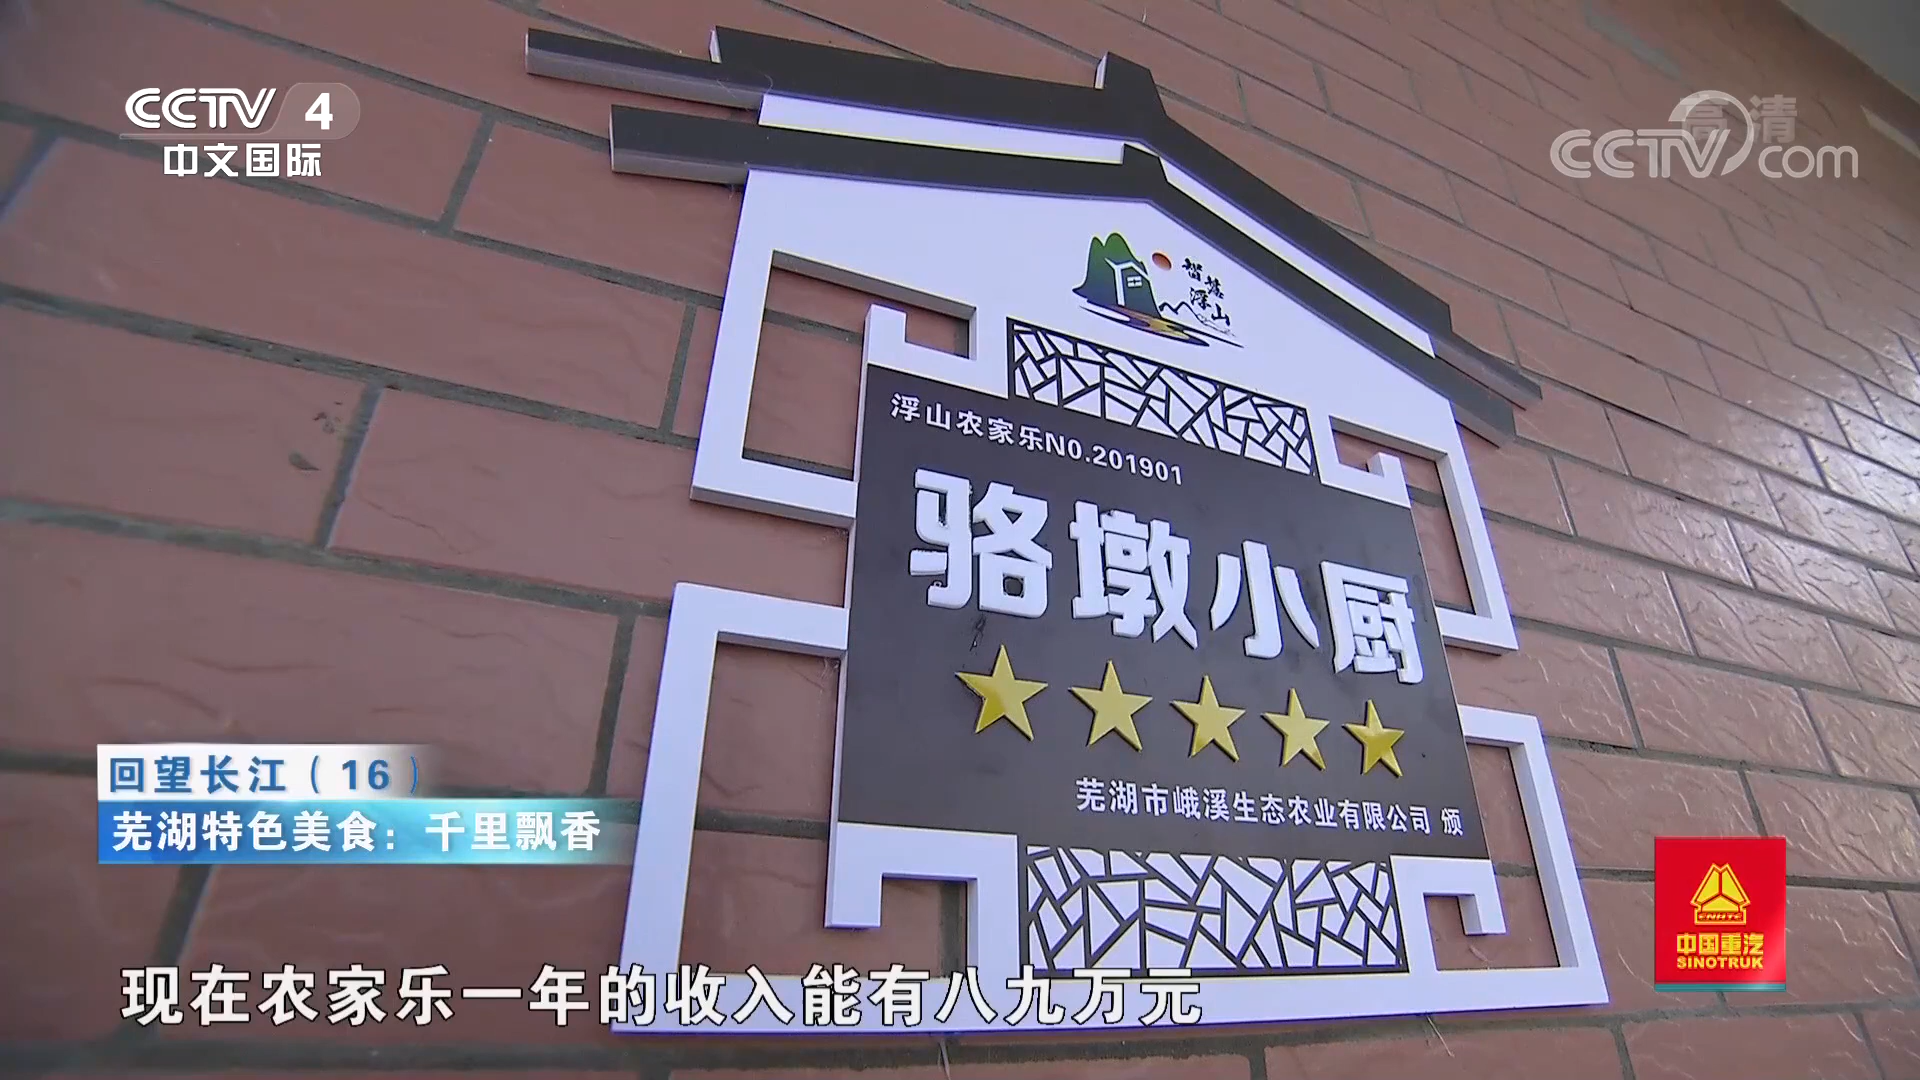 CCTV 4
中文国际
高清
CCTV.com
浮山
浮山农家乐NO.201901
骆墩小厨
芜湖市峨溪生态农业有限公司 颁
回望长江(16)
芜湖特色美食：千里飘香
CNHTC
中国重汽
SINOTRUK
现在农家乐一年的收入能有八九万元